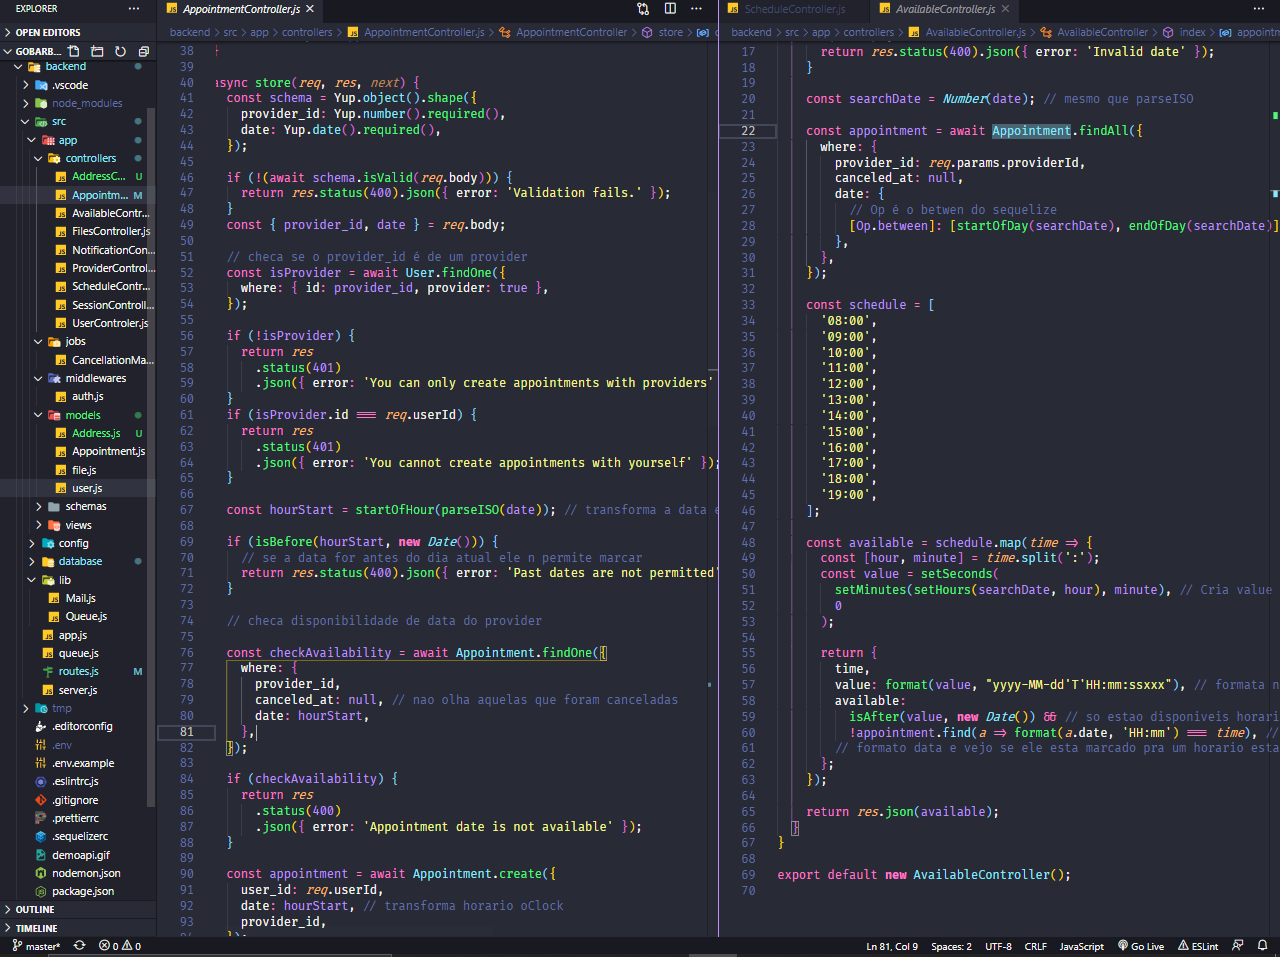 EXPLORER
OPEN EDITORS
GOBARB...
backend
.vscode
node_modules
src
app
controllers
AddressC... U
Appointm... M
AvailableContr...
FilesController.js
NotificationCon...
ProviderControl...
ScheduleContr...
SessionControll...
UserControler.js
jobs
CancellationMa...
middlewares
auth.js
models
Address.js U
Appointment.js
file.js
user.js
schemas
views
config
database
lib
Mail.js
Queue.js
app.js
queue.js
routes.js M
server.js
tmp
.editorconfig
.env
.env.example
.eslintrc.js
.gitignore
.prettierrc
.sequelizerc
demoapi.gif
nodemon.json
package.json
OUTLINE
TIMELINE
AppointmentController.js
backend > src > app > controllers > AppointmentController.js > AppointmentController > store >
38 }
39
40 async store(req, res, next) {
41 const schema = Yup.object().shape({
42 provider_id: Yup.number().required(),
43 date: Yup.date().required(),
44 });
45
46 if (!(await schema.isValid(req.body))) {
47 return res.status(400).json({ error: 'Validation fails.' });
48 }
49 const { provider_id, date } = req.body;
50
51 // checa se o provider_id é de um provider
52 const isProvider = await User.findOne({
53 where: { id: provider_id, provider: true },
54 });
55
56 if (!isProvider) {
57 return res
58 .status(401)
59 .json({ error: 'You can only create appointments with providers'
60 }
61 if (isProvider.id === req.userId) {
62 return res
63 .status(401)
64 .json({ error: 'You cannot create appointments with yourself' });
65 }
66
67 const hourStart = startOfHour(parseISO(date)); // transforma a data e
68
69 if (isBefore(hourStart, new Date())) {
70 // se a data for antes do dia atual ele n permite marcar
71 return res.status(400).json({ error: 'Past dates are not permitted'
72 }
73
74 // checa disponibilidade de data do provider
75
76 const checkAvailability = await Appointment.findOne({
77 where: {
78 provider_id,
79 canceled_at: null, // nao olha aquelas que foram canceladas
80 date: hourStart,
81 },
82 });
83
84 if (checkAvailability) {
85 return res
86 .status(400)
87 .json({ error: 'Appointment date is not available' });
88 }
89
90 const appointment = await Appointment.create({
91 user_id: req.userId,
92 date: hourStart, // transforma horario oClock
93 provider_id,
94 });
ScheduleController.js AvailableController.js
backend > src > app > controllers > AvailableController.js > AvailableController > index > appointm
17 return res.status(400).json({ error: 'Invalid date' });
18 }
19
20 const searchDate = Number(date); // mesmo que parseISO
21
22 const appointment = await Appointment.findAll({
23 where: {
24 provider_id: req.params.providerId,
25 canceled_at: null,
26 date: {
27 // Op é o betwen do sequelize
28 [Op.between]: [startOfDay(searchDate), endOfDay(searchDate)]
29 },
30 },
31 });
32
33 const schedule = [
34 '08:00',
35 '09:00',
36 '10:00',
37 '11:00',
38 '12:00',
39 '13:00',
40 '14:00',
41 '15:00',
42 '16:00',
43 '17:00',
44 '18:00',
45 '19:00',
46 ];
47
48 const available = schedule.map(time => {
49 const [hour, minute] = time.split(':');
50 const value = setSeconds(
51 setMinutes(setHours(searchDate, hour), minute), // Cria value
52 0
53 );
54
55 return {
56 time,
57 value: format(value, "yyyy-MM-dd'T'HH:mm:ssxxx"), // formata n
58 available:
59 isAfter(value, new Date()) && // so estao disponiveis horari
60 !appointment.find(a => format(a.date, 'HH:mm') === time), //
61 // formato data e vejo se ele esta marcado pra um horario esta
62 };
63 });
64
65 return res.json(available);
66 }
67 }
68
69 export default new AvailableController();
70
master* 0 0 Ln 81, Col 9 Spaces: 2 UTF-8 CRLF JavaScript Go Live ESLint